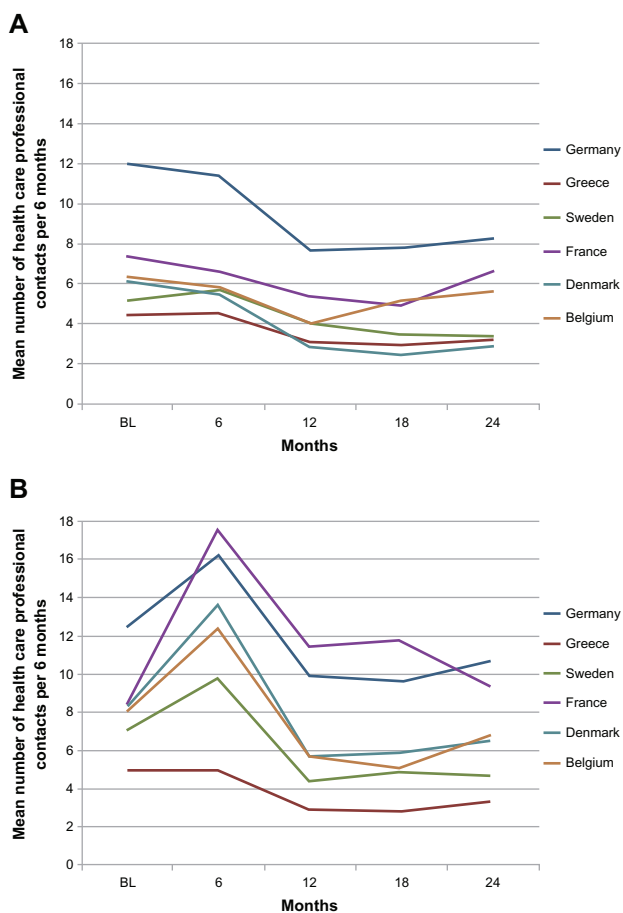 A
Mean number of health care professional
contacts per 6 months
18
16
14
12
10
8
6
4
2
0
BL 6 12 18 24
Months
Germany
Greece
Sweden
France
Denmark
Belgium
B
Mean number of health care professional
contacts per 6 months
18
16
14
12
10
8
6
4
2
0
BL 6 12 18 24
Months
Germany
Greece
Sweden
France
Denmark
Belgium